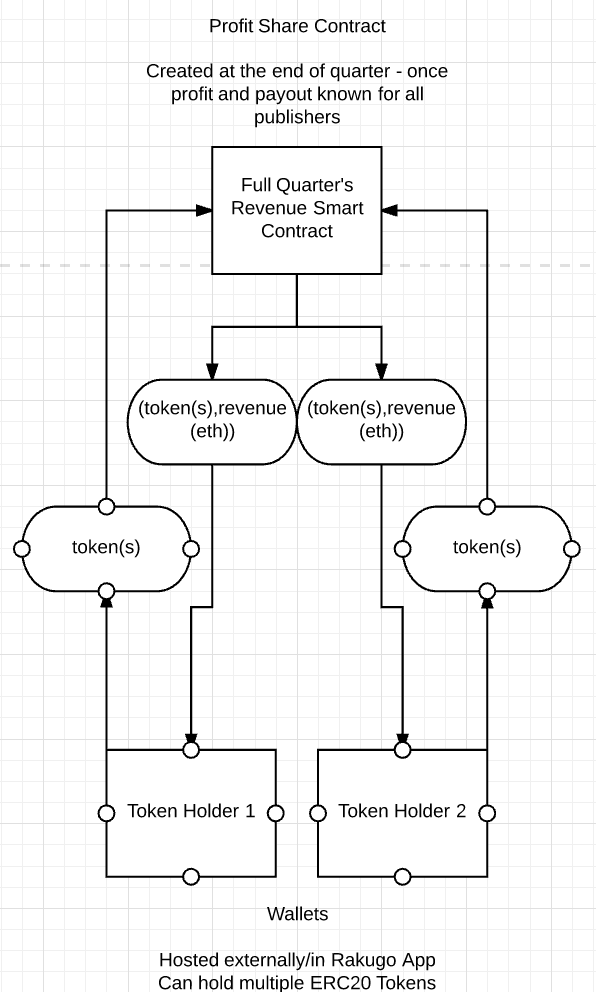 Profit Share Contract
Created at the end of quarter - once
profit and payout known for all
publishers
Full Quarter's
Revenue Smart
Contract
(token(s),revenue
(eth))
(token(s),revenue
(eth))
token(s)
token(s)
Token Holder 1
Token Holder 2
Wallets
Hosted externally/in Rakugo App
Can hold multiple ERC20 Tokens